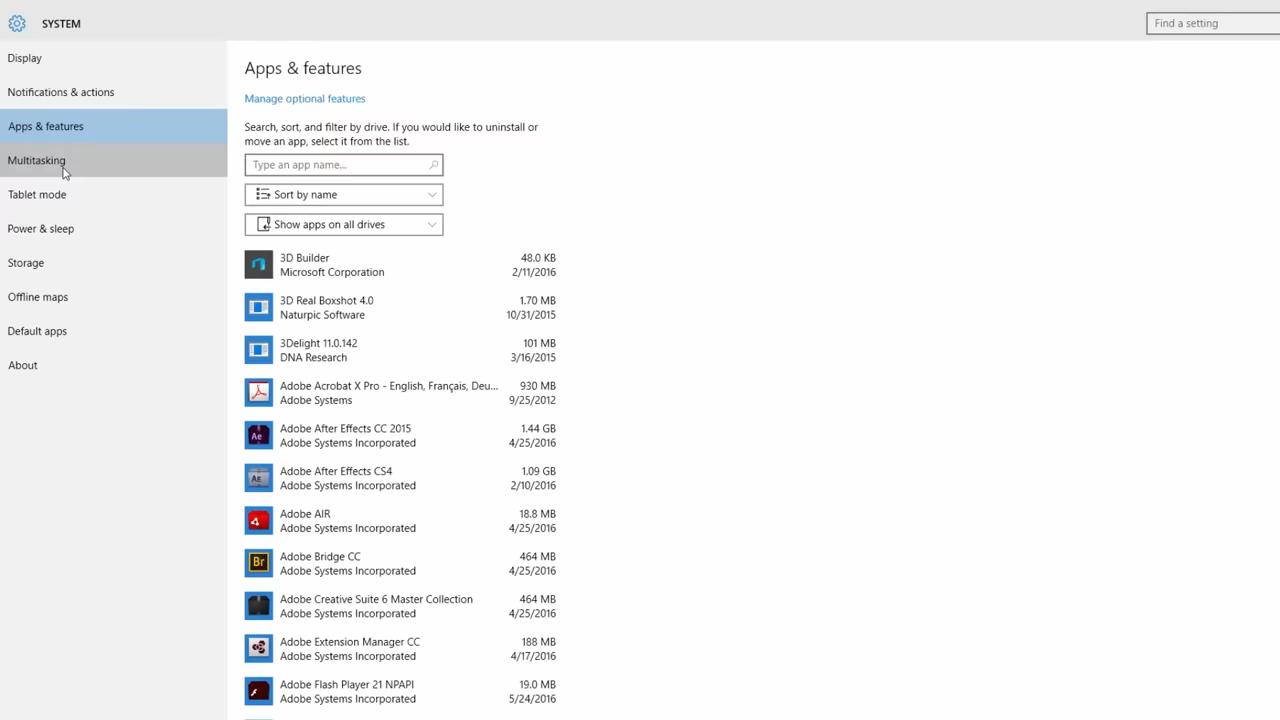 SYSTEM
Find a setting
Display
Notifications & actions
Apps & features
Multitasking
Tablet mode
Power & sleep
Storage
Offline maps
Default apps
About
Apps & features
Manage optional features
Search, sort, and filter by drive. If you would like to uninstall or
move an app, select it from the list.
Type an app name...
Sort by name
Show apps on all drives
3D Builder 48.0 KB
Microsoft Corporation 2/11/2016
3D Real Boxshot 4.0 1.70 MB
Naturpic Software 10/31/2015
3Delight 11.0.142 101 MB
DNA Research 3/16/2015
Adobe Acrobat X Pro - English, Français, Deu... 930 MB
Adobe Systems 9/25/2012
Ae
Adobe After Effects CC 2015 1.44 GB
Adobe Systems Incorporated 4/25/2016
AE
Adobe After Effects CS4 1.09 GB
Adobe Systems Incorporated 2/10/2016
Adobe AIR 18.8 MB
Adobe Systems Incorporated 4/25/2016
Br
Adobe Bridge CC 464 MB
Adobe Systems Incorporated 4/25/2016
Adobe Creative Suite 6 Master Collection 464 MB
Adobe Systems Incorporated 4/25/2016
Adobe Extension Manager CC 188 MB
Adobe Systems Incorporated 4/17/2016
Adobe Flash Player 21 NPAPI 19.0 MB
Adobe Systems Incorporated 5/24/2016